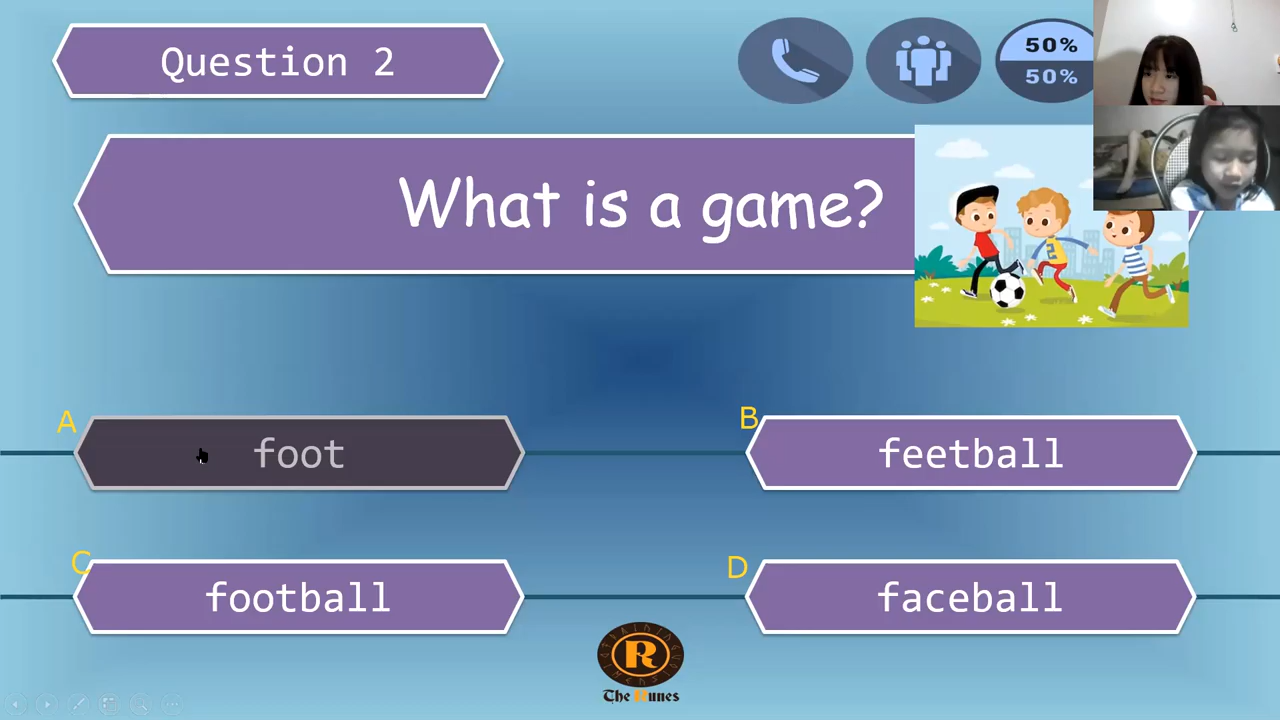 Question 2
50%
50%
What is a game?
A
foot
B
feetball
C
football
D
faceball
R
The Runes